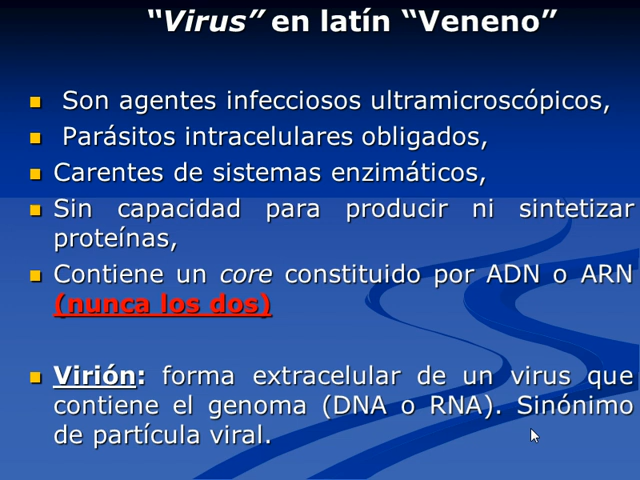 “Virus” en latín “Veneno”
Son agentes infecciosos ultramicroscópicos,
Parásitos intracelulares obligados,
Carentes de sistemas enzimáticos,
Sin capacidad para producir ni sintetizar
proteínas,
Contiene un core constituido por ADN o ARN
(nunca los dos)
Virión: forma extracelular de un virus que
contiene el genoma (DNA o RNA). Sinónimo
de partícula viral.